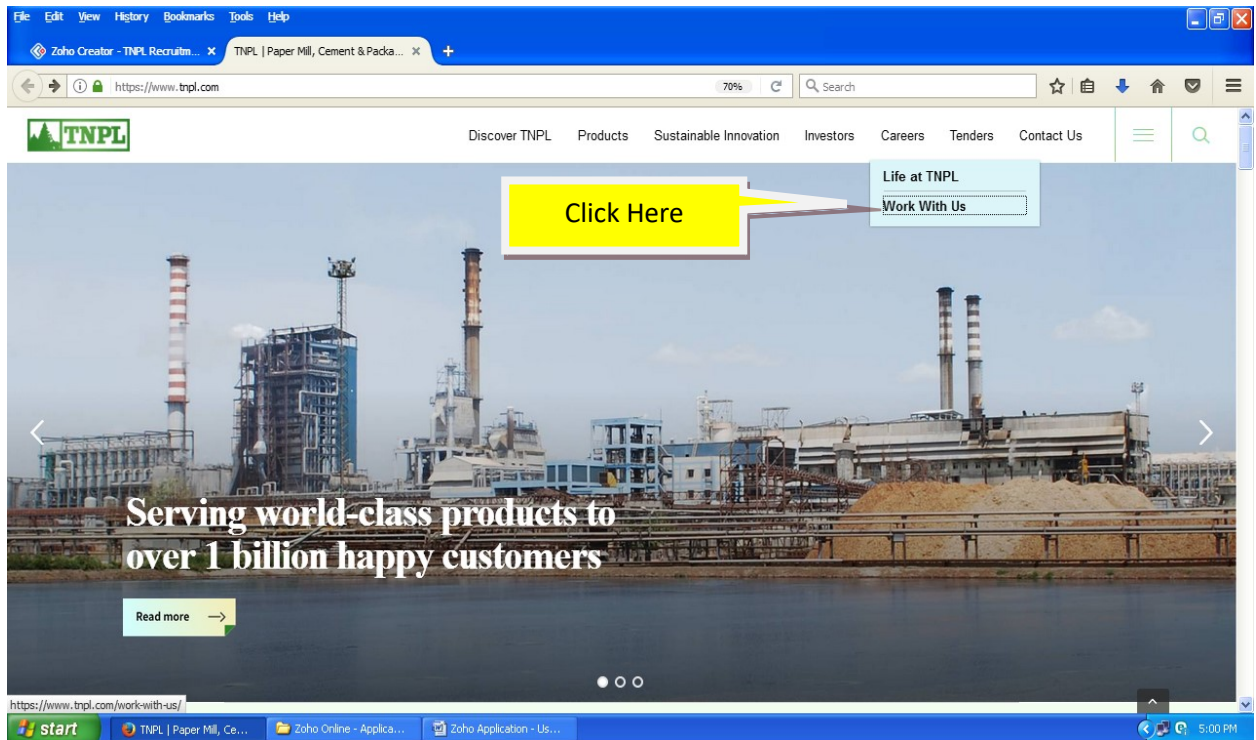 File Edit View History Bookmarks Tools Help
Zoho Creator - TNPL Recruitm... TNPL | Paper Mill, Cement & Packa...
https://www.tnpl.com 70% Search
TNPL Discover TNPL Products Sustainable Innovation Investors Careers Tenders Contact Us
Life at TNPL
Work With Us
Click Here
Serving world-class products to
over 1 billion happy customers
Read more
https://www.tnpl.com/work-with-us/
start TNPL | Paper Mill, Ce... Zoho Online - Applica... Zoho Application - Us... 5:00 PM